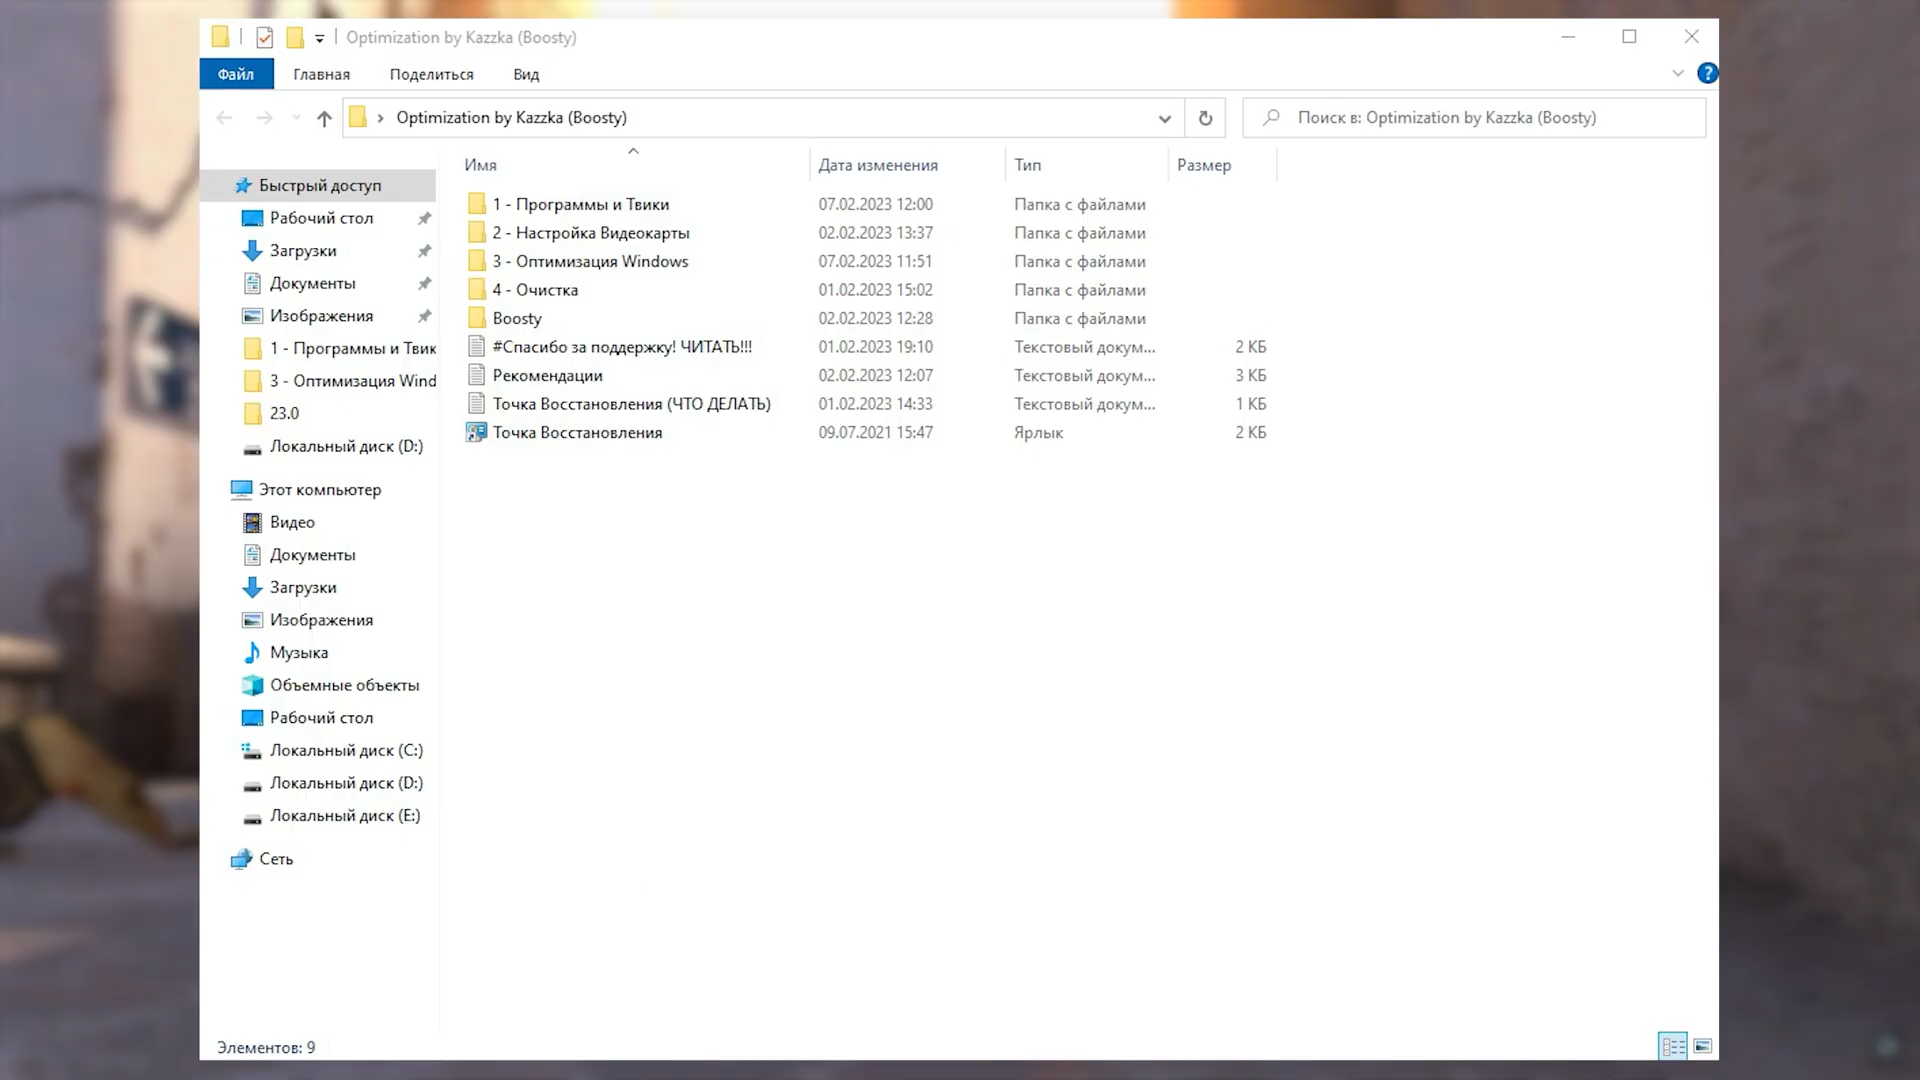 Optimization by Kazzka (Boosty)
Файл Главная Поделиться Вид
Optimization by Kazzka (Boosty) Поиск в: Optimization by Kazzka (Boosty)
Имя Дата изменения Тип Размер
Быстрый доступ
Рабочий стол
Загрузки
Документы
Изображения
1 - Программы и Твик
3 - Оптимизация Wind
23.0
Локальный диск (D:)
Этот компьютер
Видео
Документы
Загрузки
Изображения
Музыка
Объемные объекты
Рабочий стол
Локальный диск (C:)
Локальный диск (D:)
Локальный диск (E:)
Сеть
1 - Программы и Твики 07.02.2023 12:00 Папка с файлами
2 - Настройка Видеокарты 02.02.2023 13:37 Папка с файлами
3 - Оптимизация Windows 07.02.2023 11:51 Папка с файлами
4 - Очистка 01.02.2023 15:02 Папка с файлами
Boosty 02.02.2023 12:28 Папка с файлами
#Спасибо за поддержку! ЧИТАТЬ!!! 01.02.2023 19:10 Текстовый докум... 2 КБ
Рекомендации 02.02.2023 12:07 Текстовый докум... 3 КБ
Точка Восстановления (ЧТО ДЕЛАТЬ) 01.02.2023 14:33 Текстовый докум... 1 КБ
Точка Восстановления 09.07.2021 15:47 Ярлык 2 КБ
Элементов: 9